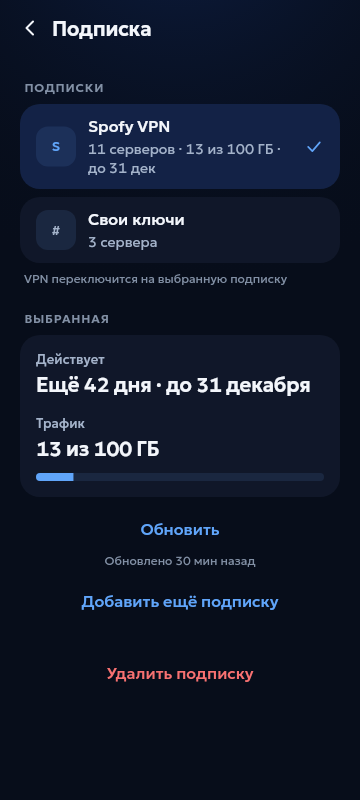 Подписка
ПОДПИСКИ
S
Spofy VPN
11 серверов · 13 из 100 ГБ ·
до 31 дек
#
Свои ключи
3 сервера
VPN переключится на выбранную подписку
ВЫБРАННАЯ
Действует
Ещё 42 дня · до 31 декабря
Трафик
13 из 100 ГБ
Обновить
Обновлено 30 мин назад
Добавить ещё подписку
Удалить подписку